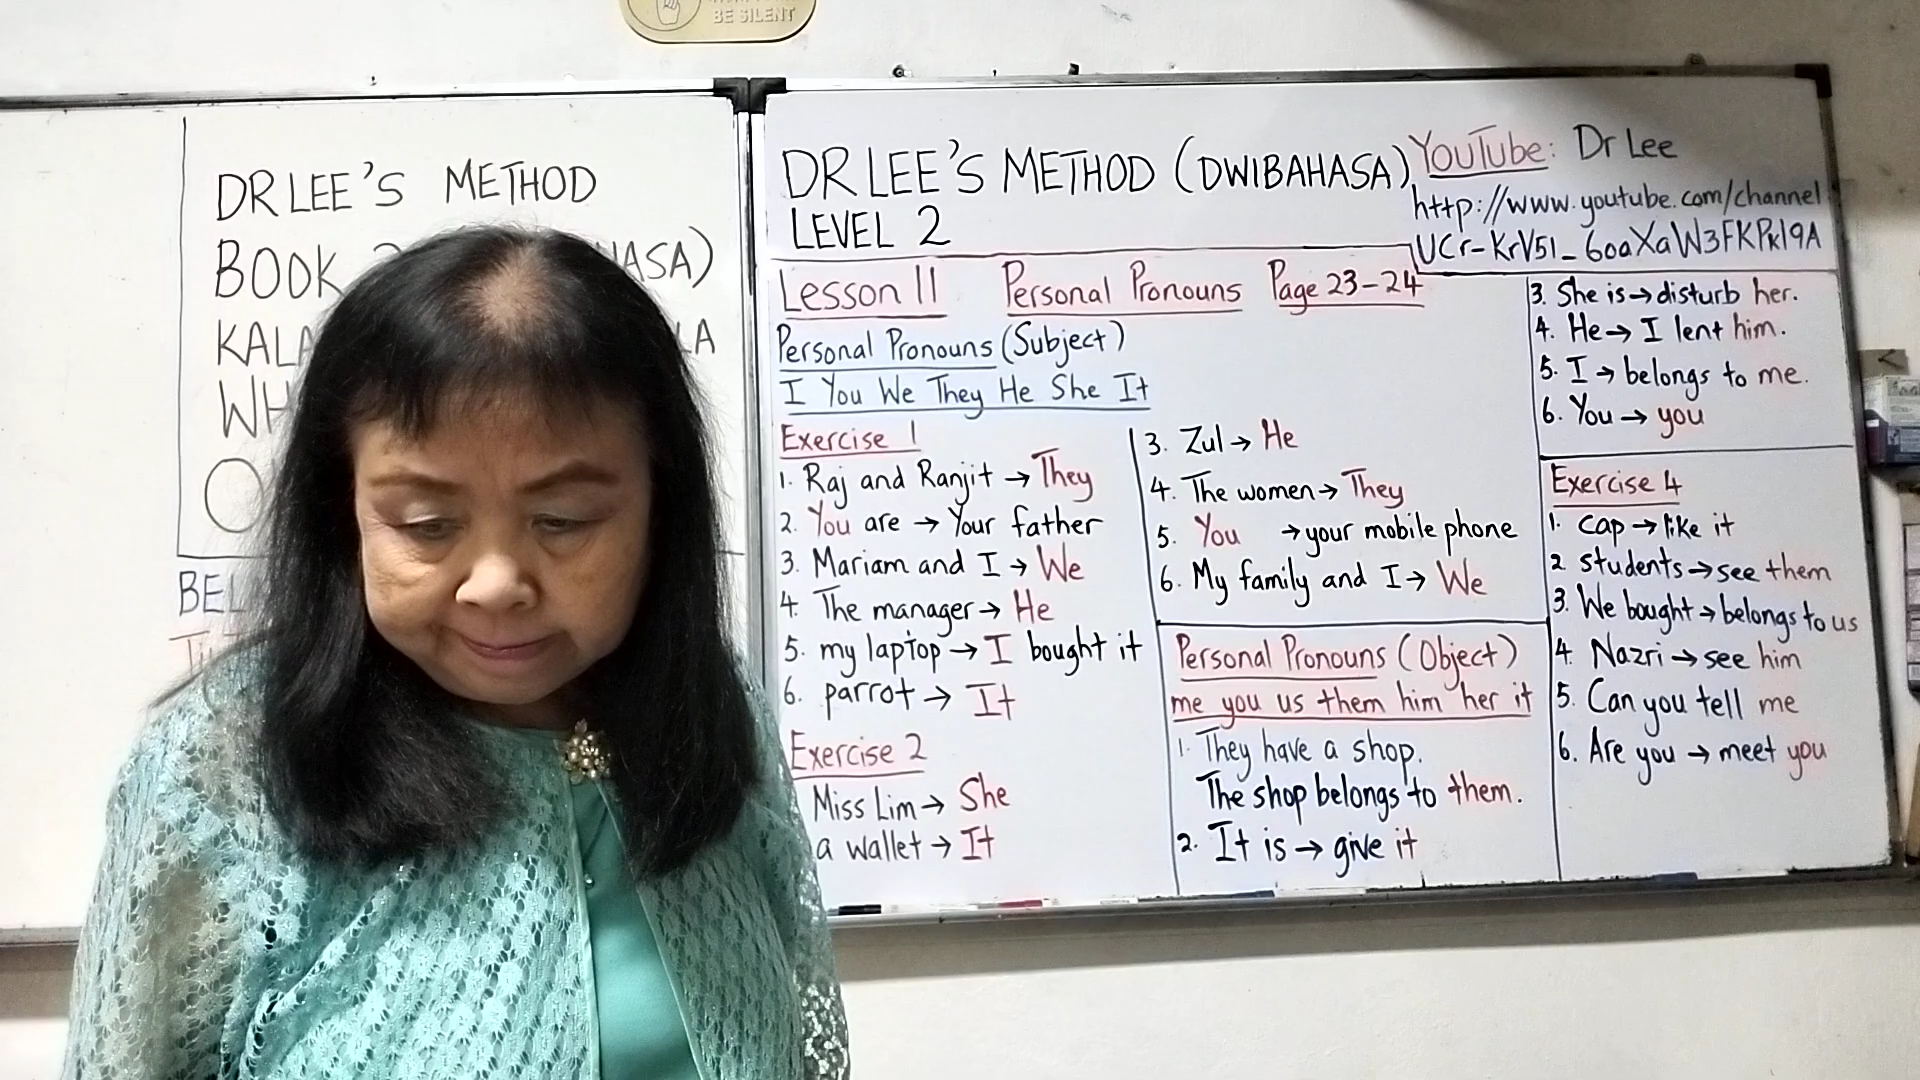 BE SILENT
DR LEE'S METHOD
BOOK
KALA
WH
BEL
DR LEE'S METHOD (DWIBAHASA)
LEVEL 2
YouTube: Dr Lee
http://www.youtube.com/channel
UCr-KrV5l_6oaXaW3FKPkl9A
Lesson 11 Personal Pronouns Page 23-24
Personal Pronouns (Subject)
I You We They He She It
Exercise 1
1. Raj and Ranjit → They
2. You are → Your father
3. Mariam and I → We
4. The manager → He
5. my laptop → I bought it
6. parrot → It
Exercise 2
Miss Lim → She
a wallet → It
3. Zul → He
4. The women → They
5. You → your mobile phone
6. My family and I → We
Personal Pronouns (Object)
me you us them him her it
1. They have a shop.
The shop belongs to them.
2. It is → give it
3. She is → disturb her.
4. He → I lent him.
5. I → belongs to me.
6. You → you
Exercise 4
1. cap → like it
2 students → see them
3. We bought → belongs to us
4. Nazri → see him
5. Can you tell me
6. Are you → meet you